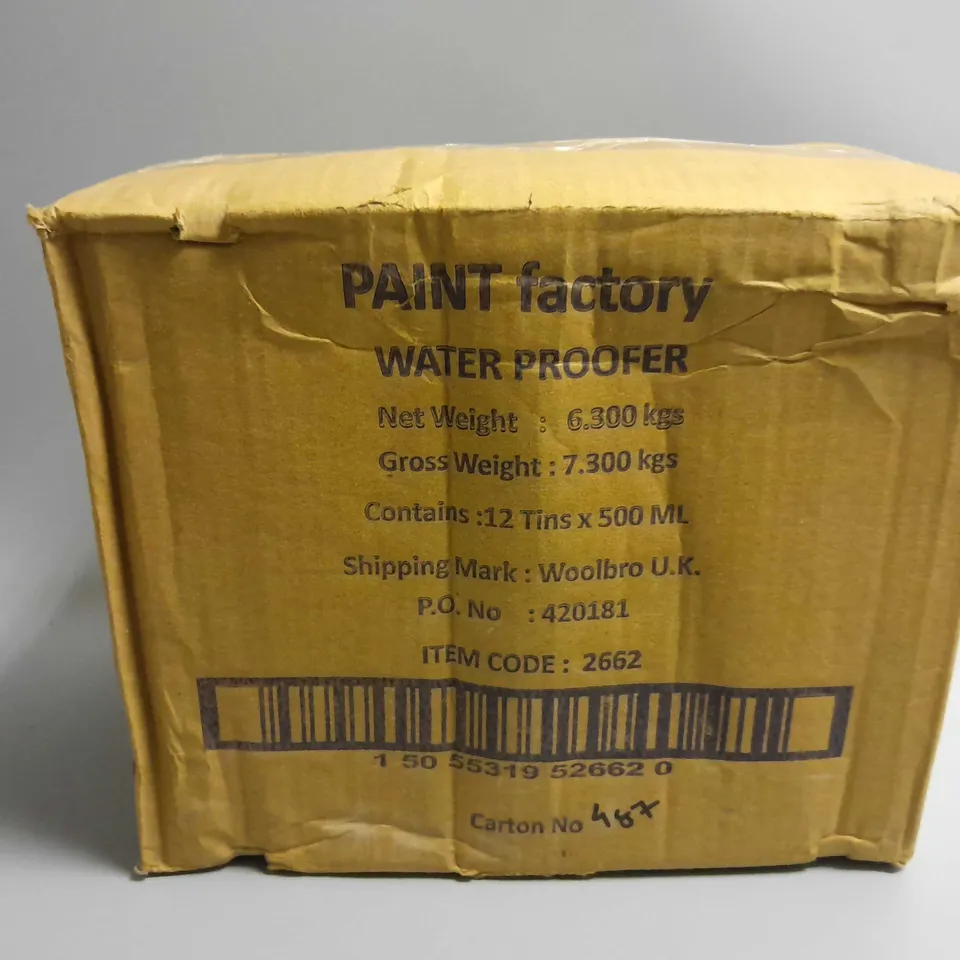 PAINT factory
WATER PROOFER
Net Weight : 6.300 kgs
Gross Weight : 7.300 kgs
Contains :12 Tins x 500 ML
Shipping Mark : Woolbro U.K.
P.O. No : 420181
ITEM CODE : 2662
1 50 55319 52662 0
Carton No 487